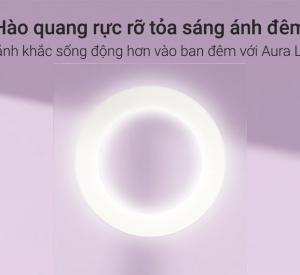 Hào quang rực rỡ tỏa sáng ánh đêm
ảnh khắc sống động hơn vào ban đêm với Aura L